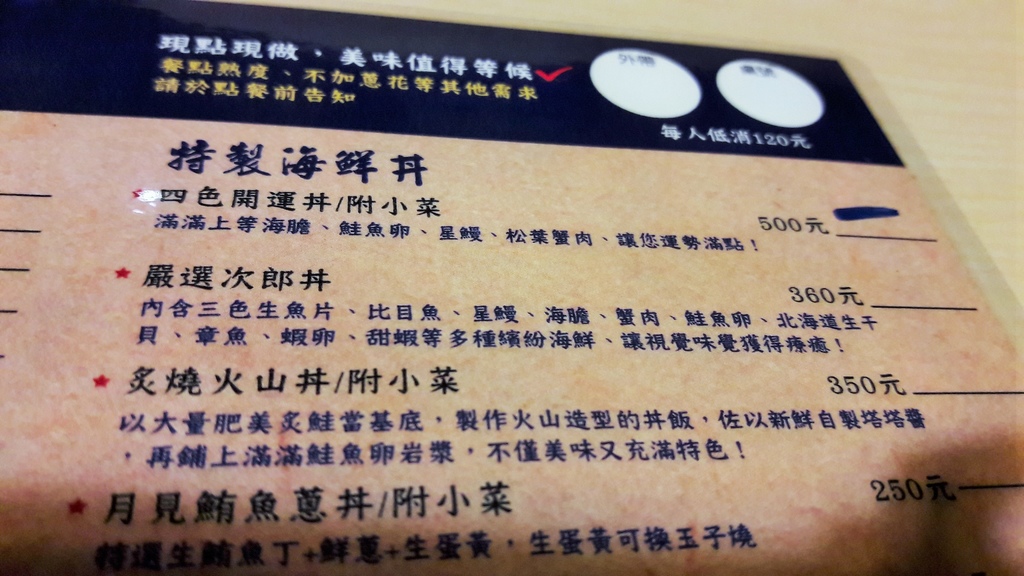 現點現做、美味值得等候
餐點熟度、不加蔥花等其他需求
請於點餐前告知
外帶
桌號
每人低消120元
特製海鮮丼
四色開運丼/附小菜
500元
滿滿上等海膽、鮭魚卵、星鰻、松葉蟹肉、讓您運勢滿點！
嚴選次郎丼
360元
內含三色生魚片、比目魚、星鰻、海膽、蟹肉、鮭魚卵、北海道生干
貝、章魚、蝦卵、甜蝦等多種繽紛海鮮、讓視覺味覺獲得療癒！
炙燒火山丼/附小菜
350元
以大量肥美炙鮭當基底，製作火山造型的丼飯，佐以新鮮自製塔塔醬
，再鋪上滿滿鮭魚卵岩漿，不僅美味又充滿特色！
月見鮪魚蔥丼/附小菜
250元
特選生鮪魚丁+鮮蔥+生蛋黃，生蛋黃可換玉子燒